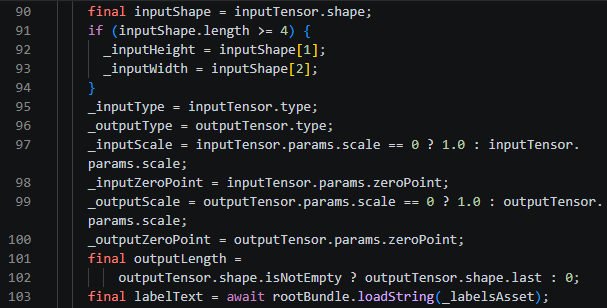 90 final inputShape = inputTensor.shape;
91 if (inputShape.length >= 4) {
92 _inputHeight = inputShape[1];
93 _inputWidth = inputShape[2];
94 }
95 _inputType = inputTensor.type;
96 _outputType = outputTensor.type;
97 _inputScale = inputTensor.params.scale == 0 ? 1.0 : inputTensor.
params.scale;
98 _inputZeroPoint = inputTensor.params.zeroPoint;
99 _outputScale = outputTensor.params.scale == 0 ? 1.0 : outputTensor.
params.scale;
100 _outputZeroPoint = outputTensor.params.zeroPoint;
101 final outputLength =
102 outputTensor.shape.isNotEmpty ? outputTensor.shape.last : 0;
103 final labelText = await rootBundle.loadString(_labelsAsset);